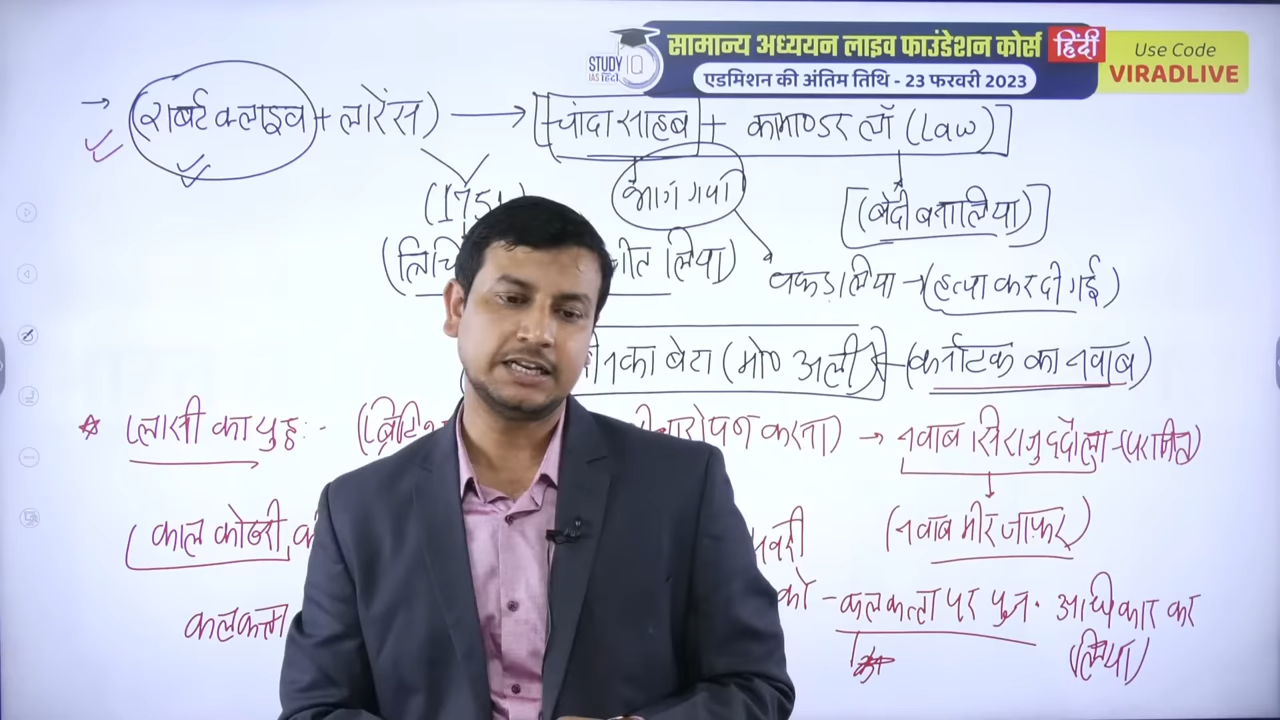 सामान्य अध्ययन लाइव फाउंडेशन कोर्स हिंदी
STUDY IQ
IAS हिंदी
एडमिशन की अंतिम तिथि - 23 फरवरी 2023
Use Code
VIRADLIVE
→ (राबर्ट क्लाइव + लारेंस) → [चांदा साहब + कमाण्डर लॉ (Law)]
(1751
भाग गया
[(बंदी बना लिया)]
जीत लिया)
पकड़ा लिया → (हत्या कर दी गई)
बेटा (मो० अली) → (कर्नाटक का नवाब)
* प्लासी का युद्ध :- (ब्रिटिश करना) → नवाब सिराजुद्दौला - (पराजित)
(काल कोठरी
(नवाब मीर जाफ़र)
कलकत्ता
को - कलकत्ता पर पुनः अधिकार कर
लिया)